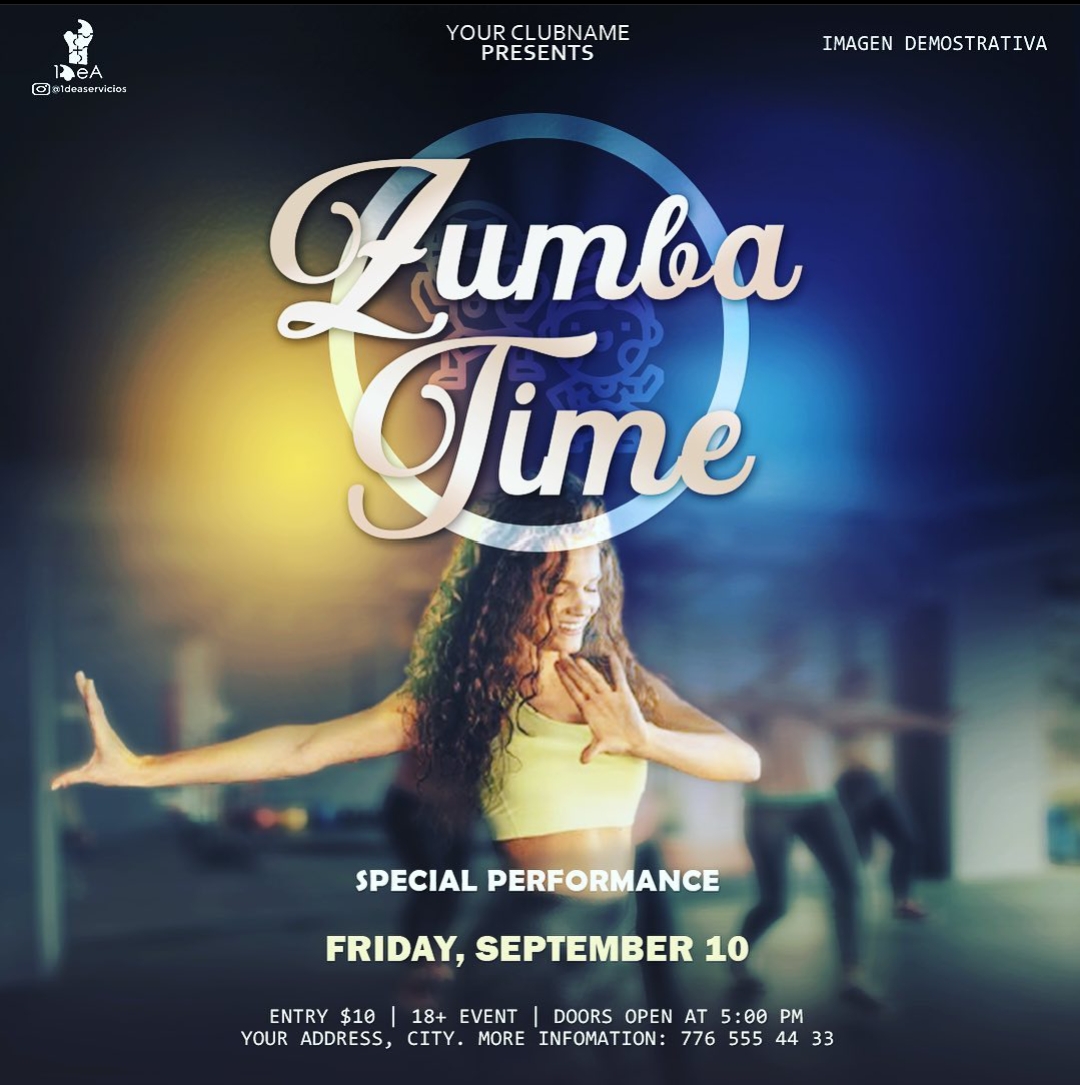 1DeA
@1deaservicios
YOUR CLUBNAME
PRESENTS
IMAGEN DEMOSTRATIVA
Zumba
Time
SPECIAL PERFORMANCE
FRIDAY, SEPTEMBER 10
ENTRY $10 | 18+ EVENT | DOORS OPEN AT 5:00 PM
YOUR ADDRESS, CITY. MORE INFOMATION: 776 555 44 33